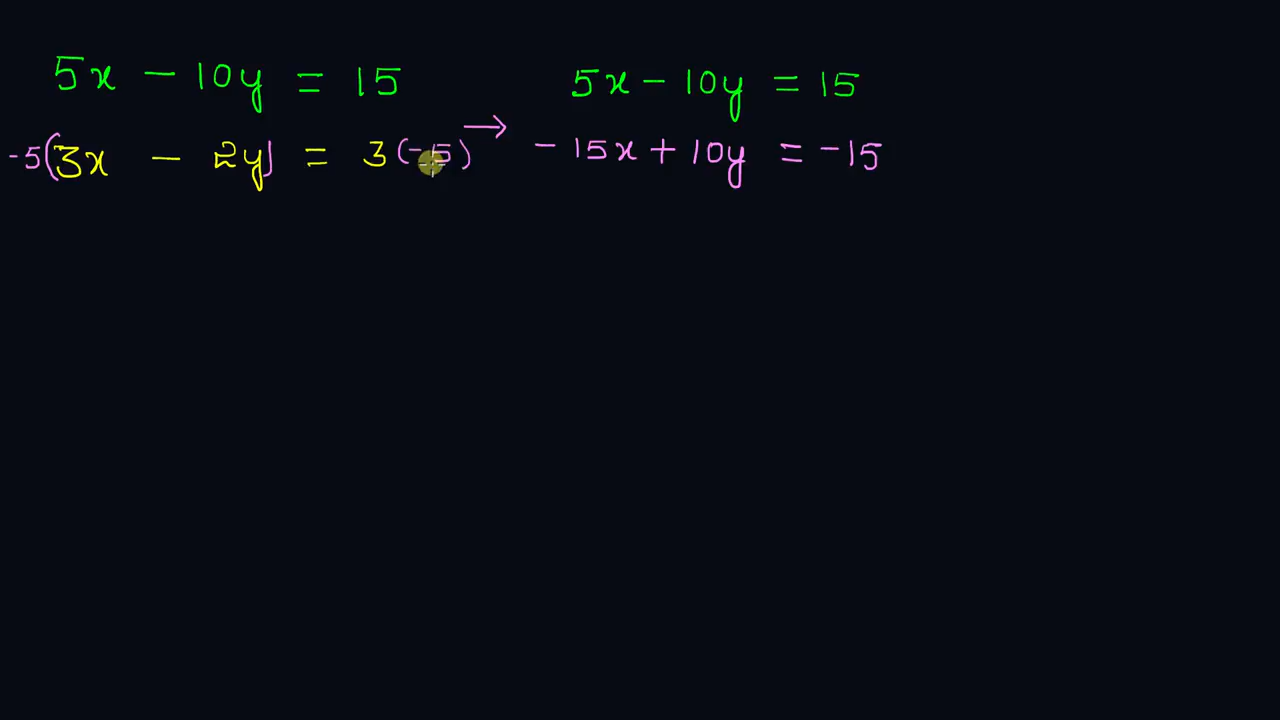 5x - 10y = 15
-5(3x - 2y) = 3(-5) →
5x - 10y = 15
-15x + 10y = -15